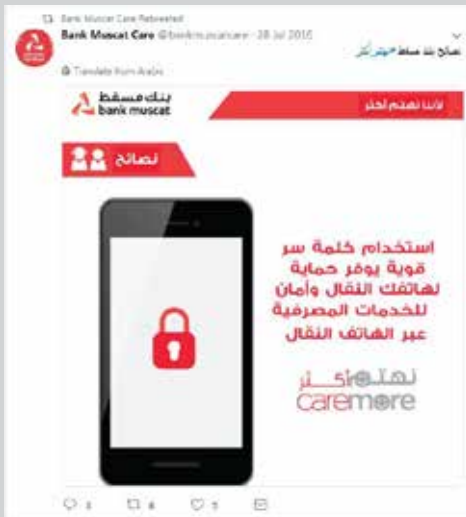 Bank Muscat Care Retweeted
Bank Muscat Care @bankmuscatcare · 28 Jul 2016
نصائح بنك مسقط #نهتم_أكثر
Translate from Arabic
بنك مسقط
bank muscat
لأننا نهتم أكثر
نصائح
استخدام كلمة سر
قوية يوفر حماية
لهاتفك النقال وأمان
للخدمات المصرفية
عبر الهاتف النقال
نهتم أكثر
caremore